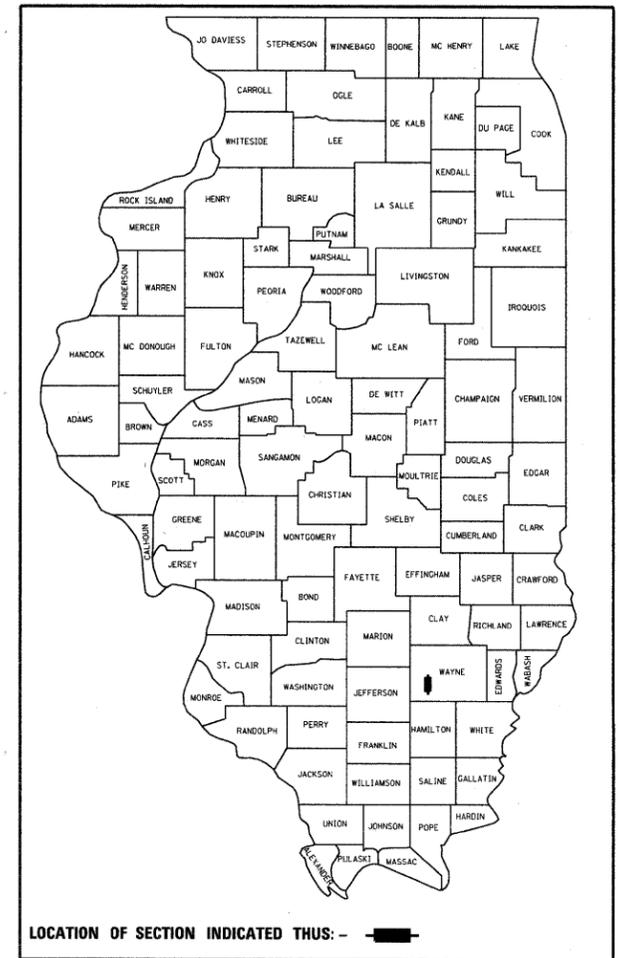 JO DAVIESS
STEPHENSON
WINNEBAGO
BOONE
MC HENRY
LAKE
CARROLL
OGLE
DE KALB
KANE
DU PAGE
COOK
WHITESIDE
LEE
KENDALL
WILL
ROCK ISLAND
HENRY
BUREAU
LA SALLE
GRUNDY
MERCER
PUTNAM
STARK
MARSHALL
KANKAKEE
HENDERSON
WARREN
KNOX
PEORIA
WOODFORD
LIVINGSTON
IROQUOIS
HANCOCK
MC DONOUGH
FULTON
TAZEWELL
MC LEAN
FORD
SCHUYLER
MASON
LOGAN
DE WITT
CHAMPAIGN
VERMILION
ADAMS
BROWN
CASS
MENARD
MACON
PIATT
PIKE
SCOTT
MORGAN
SANGAMON
CHRISTIAN
MOULTRIE
DOUGLAS
EDGAR
COLES
CALHOUN
GREENE
MACOUPIN
MONTGOMERY
SHELBY
CUMBERLAND
CLARK
JERSEY
FAYETTE
EFFINGHAM
JASPER
CRAWFORD
MADISON
BOND
CLAY
RICHLAND
LAWRENCE
CLINTON
MARION
ST. CLAIR
WAYNE
EDWARDS
WABASH
MONROE
WASHINGTON
JEFFERSON
RANDOLPH
PERRY
HAMILTON
WHITE
FRANKLIN
JACKSON
WILLIAMSON
SALINE
GALLATIN
UNION
JOHNSON
POPE
HARDIN
ALEXANDER
PULASKI
MASSAC
LOCATION OF SECTION INDICATED THUS: –